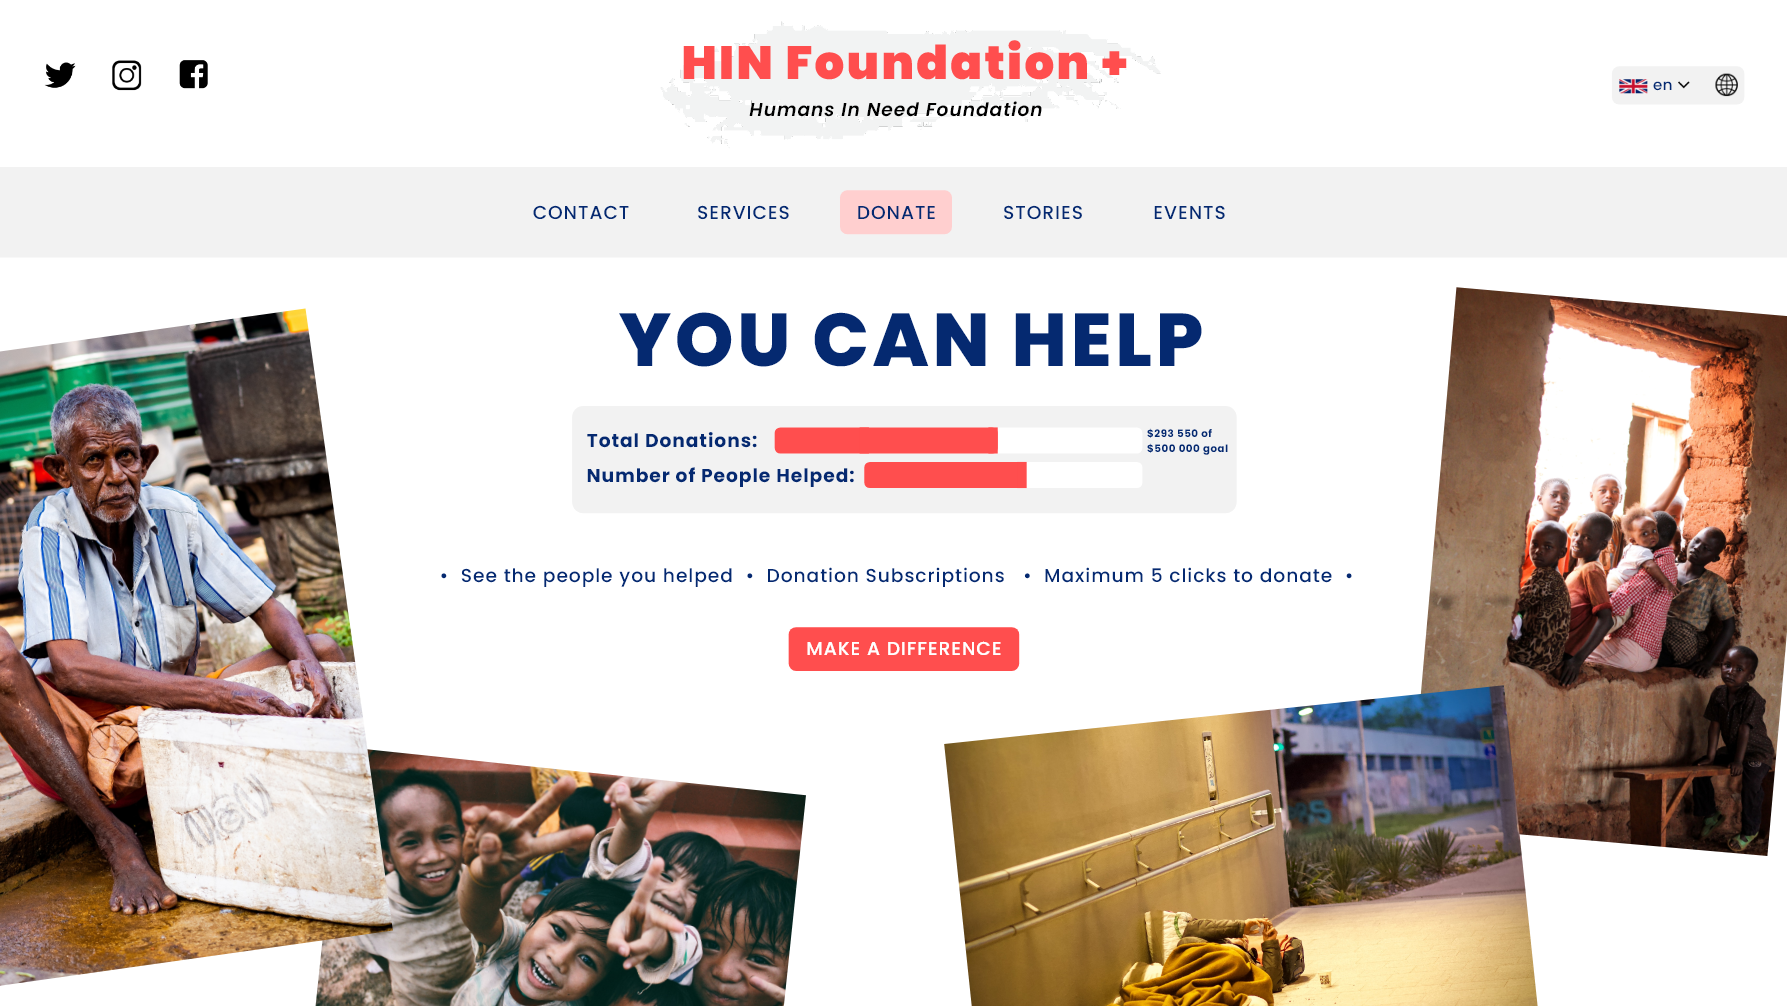 HIN Foundation +
Humans In Need Foundation
en
CONTACT SERVICES DONATE STORIES EVENTS
YOU CAN HELP
Total Donations:
$293 550 of
$500 000 goal
Number of People Helped:
• See the people you helped • Donation Subscriptions • Maximum 5 clicks to donate •
MAKE A DIFFERENCE